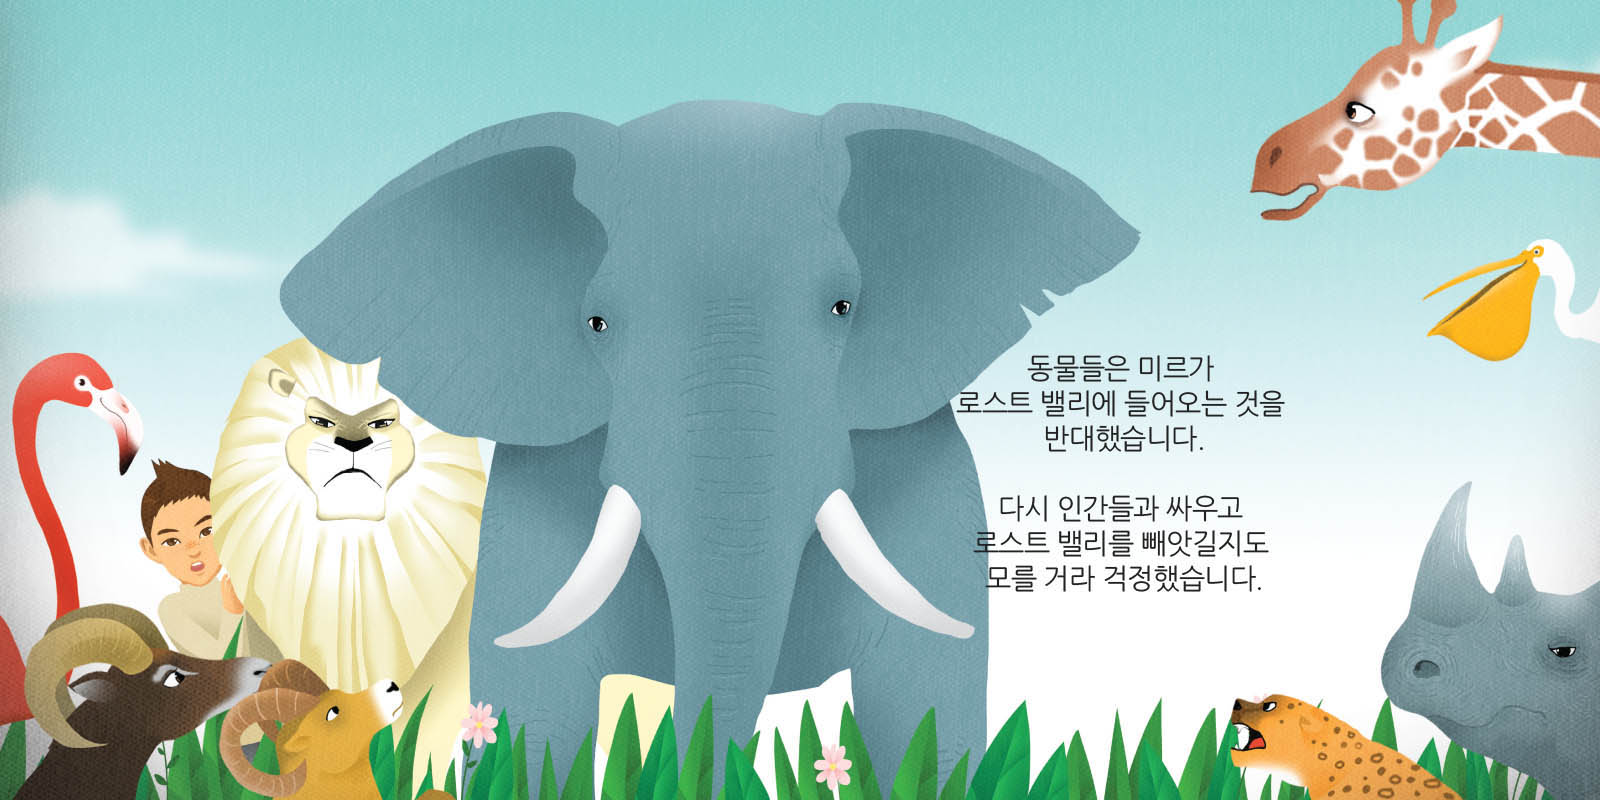 동물들은 미르가
로스트 밸리에 들어오는 것을
반대했습니다.
다시 인간들과 싸우고
로스트 밸리를 빼앗길지도
모를 거라 걱정했습니다.